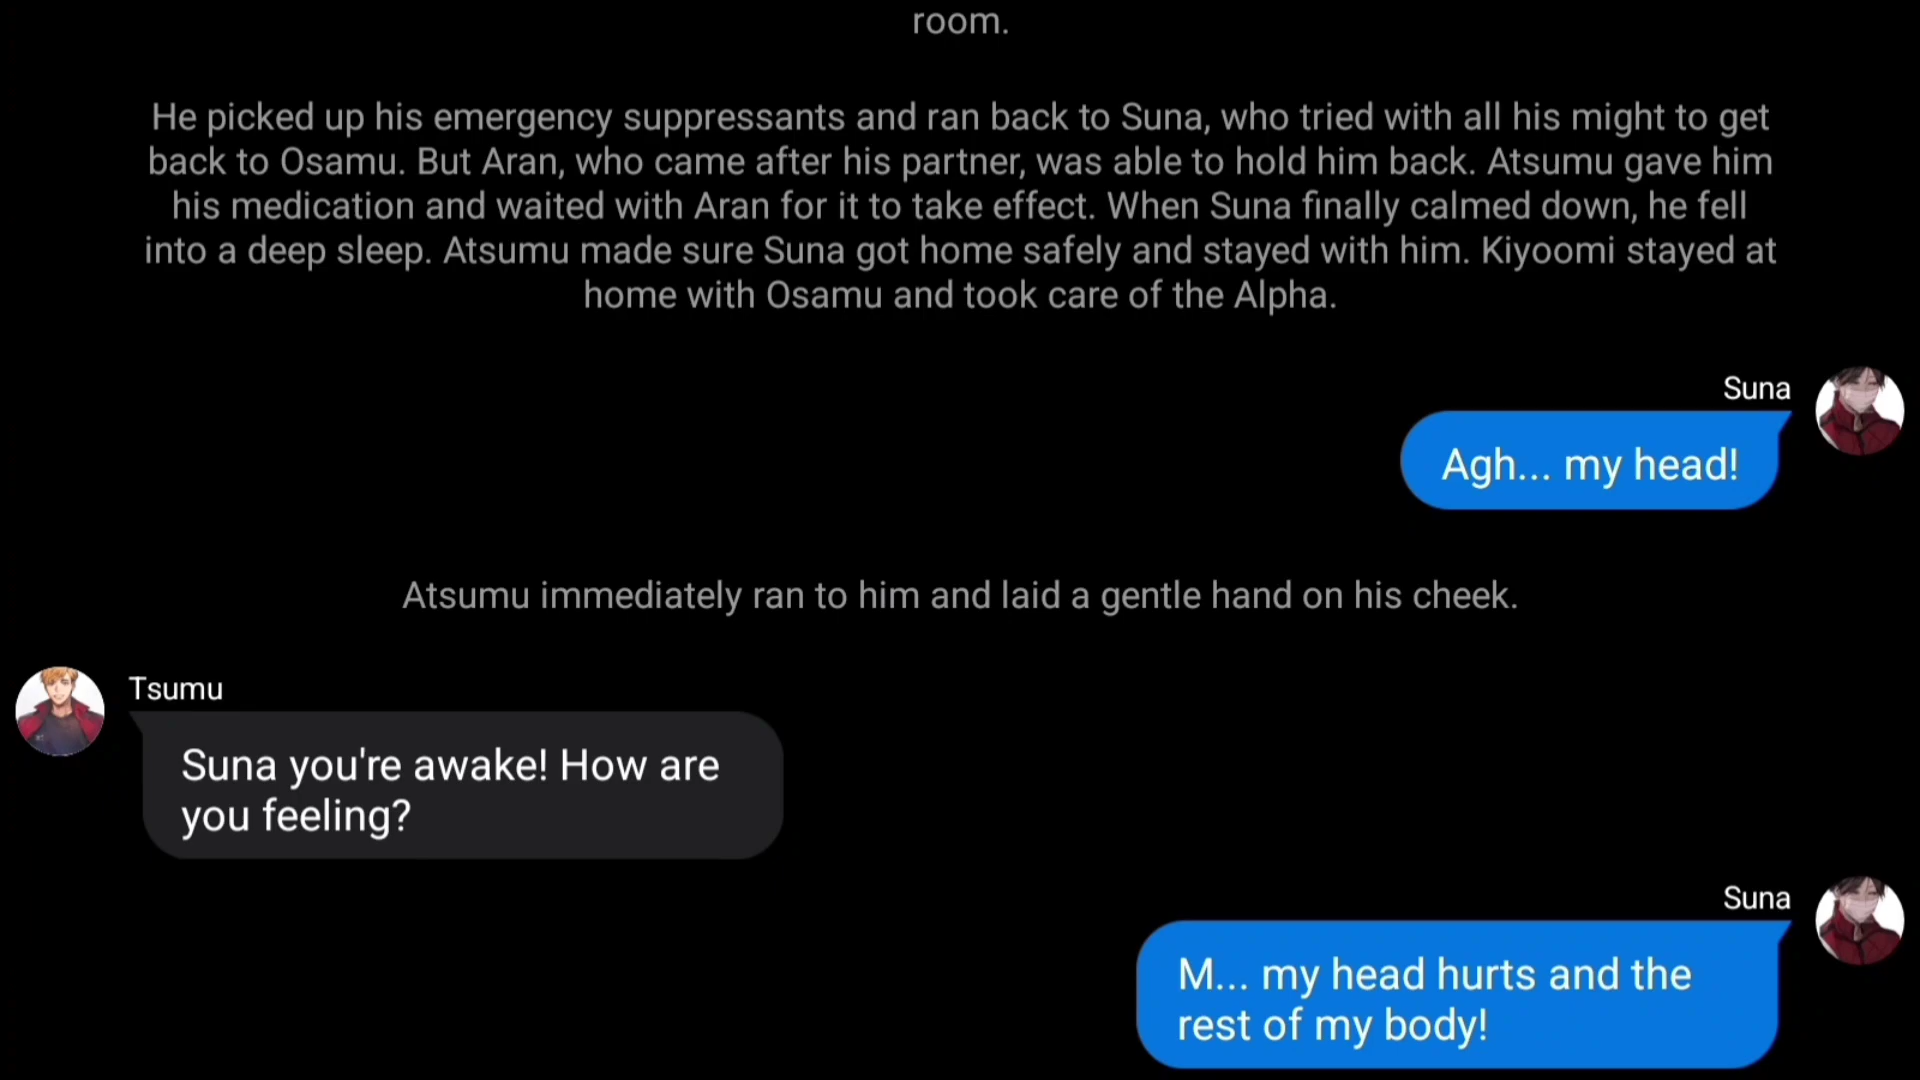 room.
He picked up his emergency suppressants and ran back to Suna, who tried with all his might to get
back to Osamu. But Aran, who came after his partner, was able to hold him back. Atsumu gave him
his medication and waited with Aran for it to take effect. When Suna finally calmed down, he fell
into a deep sleep. Atsumu made sure Suna got home safely and stayed with him. Kiyoomi stayed at
home with Osamu and took care of the Alpha.
Suna
Agh... my head!
Atsumu immediately ran to him and laid a gentle hand on his cheek.
Tsumu
Suna you're awake! How are
you feeling?
Suna
M... my head hurts and the
rest of my body!